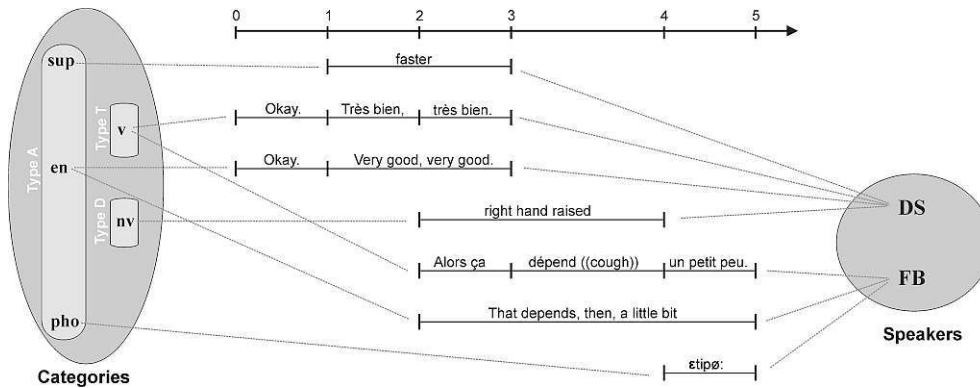 0 1 2 3 4 5
sup
faster
Type T
Okay. Très bien, très bien.
v
Type A
en
Okay. Very good, very good.
Type D
nv
right hand raised
DS
Alors ça dépend ((cough)) un petit peu.
FB
That depends, then, a little bit
pho
Speakers
εtipø:
Categories